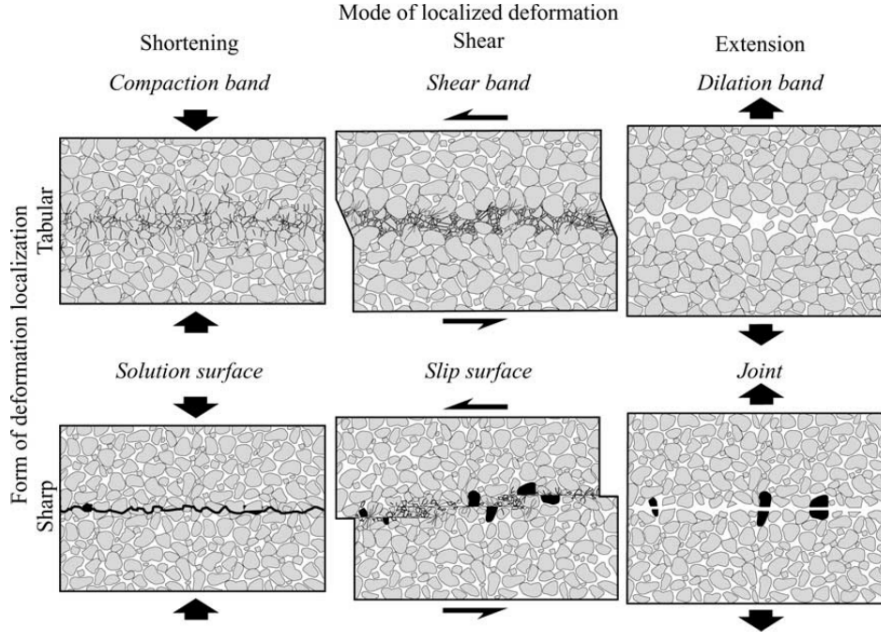 Mode of localized deformation
Shortening
Shear
Extension
Compaction band
Shear band
Dilation band
Form of deformation localization
Tabular
Solution surface
Slip surface
Joint
Sharp